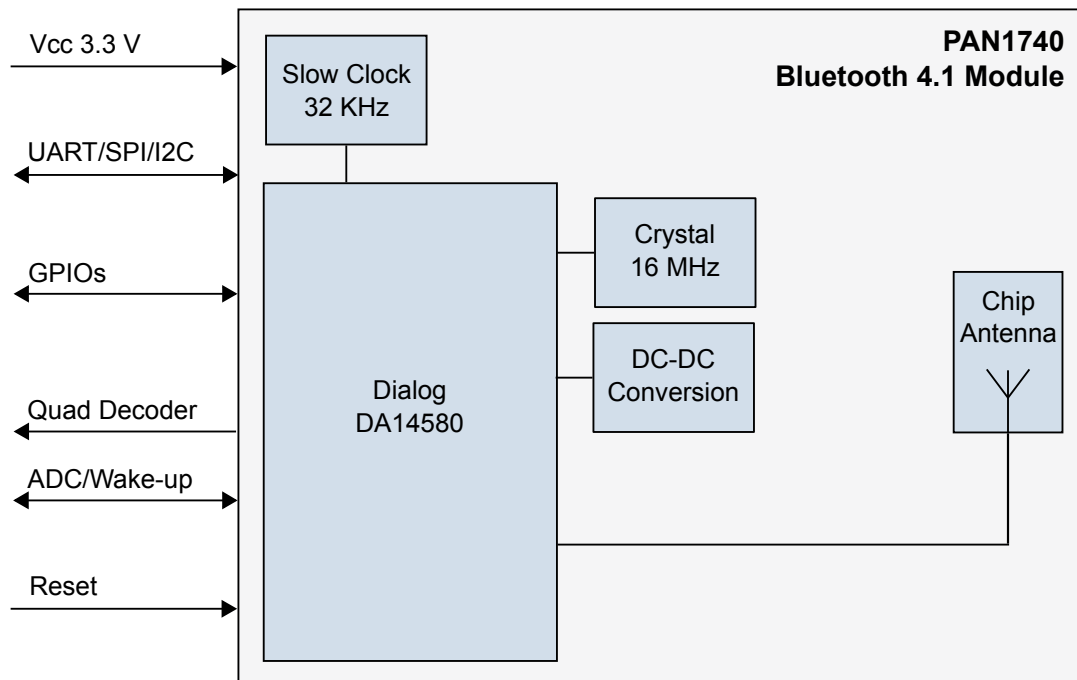 Vcc 3.3 V
UART/SPI/I2C
GPIOs
Quad Decoder
ADC/Wake-up
Reset
PAN1740
Bluetooth 4.1 Module
Slow Clock
32 KHz
Dialog
DA14580
Crystal
16 MHz
DC-DC
Conversion
Chip
Antenna